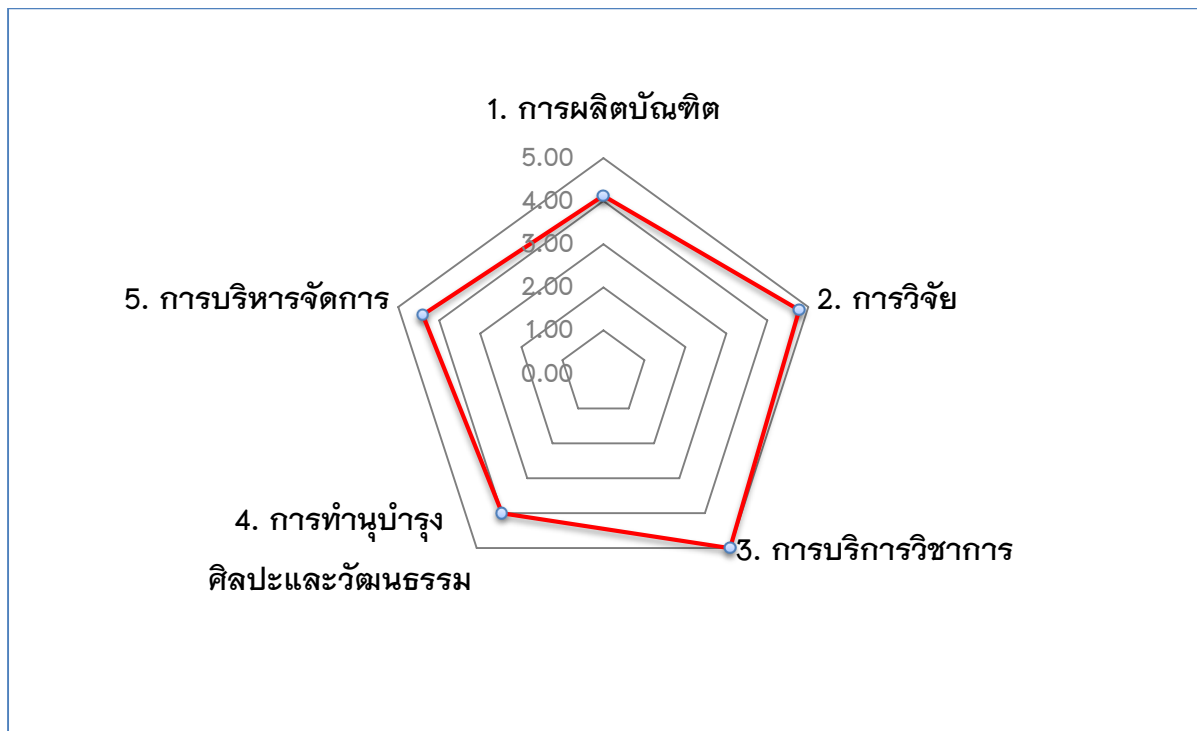 1. การผลิตบัณฑิต
5.00
4.00
3.00
2.00
1.00
0.00
5. การบริหารจัดการ
2. การวิจัย
4. การทำนุบำรุง
ศิลปะและวัฒนธรรม
3. การบริการวิชาการ